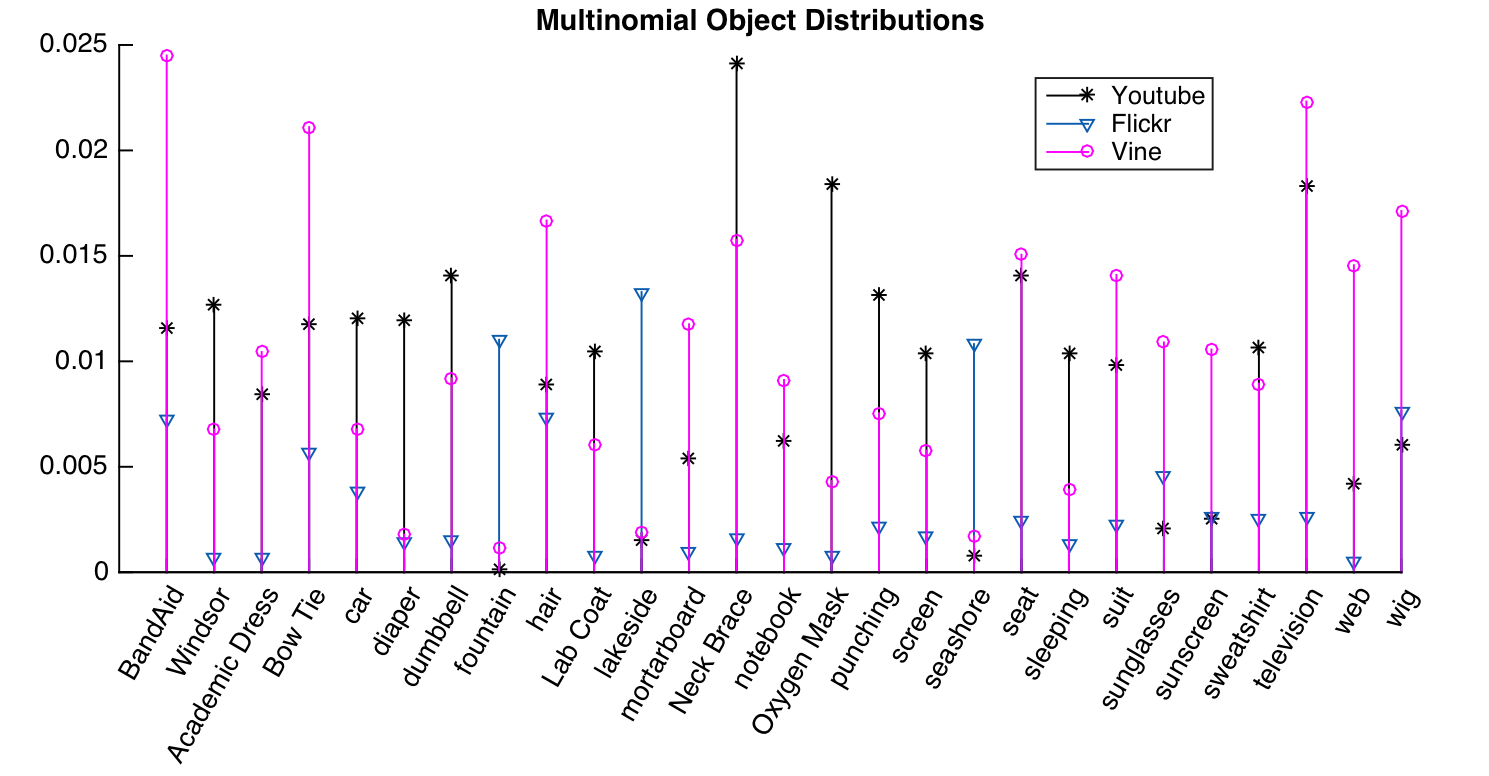 Multinomial Object Distributions
0.025
0.02
0.015
0.01
0.005
0
Youtube
Flickr
Vine
BandAid
Windsor
Academic Dress
Bow Tie
car
diaper
dumbbell
fountain
hair
Lab Coat
lakeside
mortarboard
Neck Brace
notebook
Oxygen Mask
punching
screen
seashore
seat
sleeping
suit
sunglasses
sunscreen
sweatshirt
television
web
wig